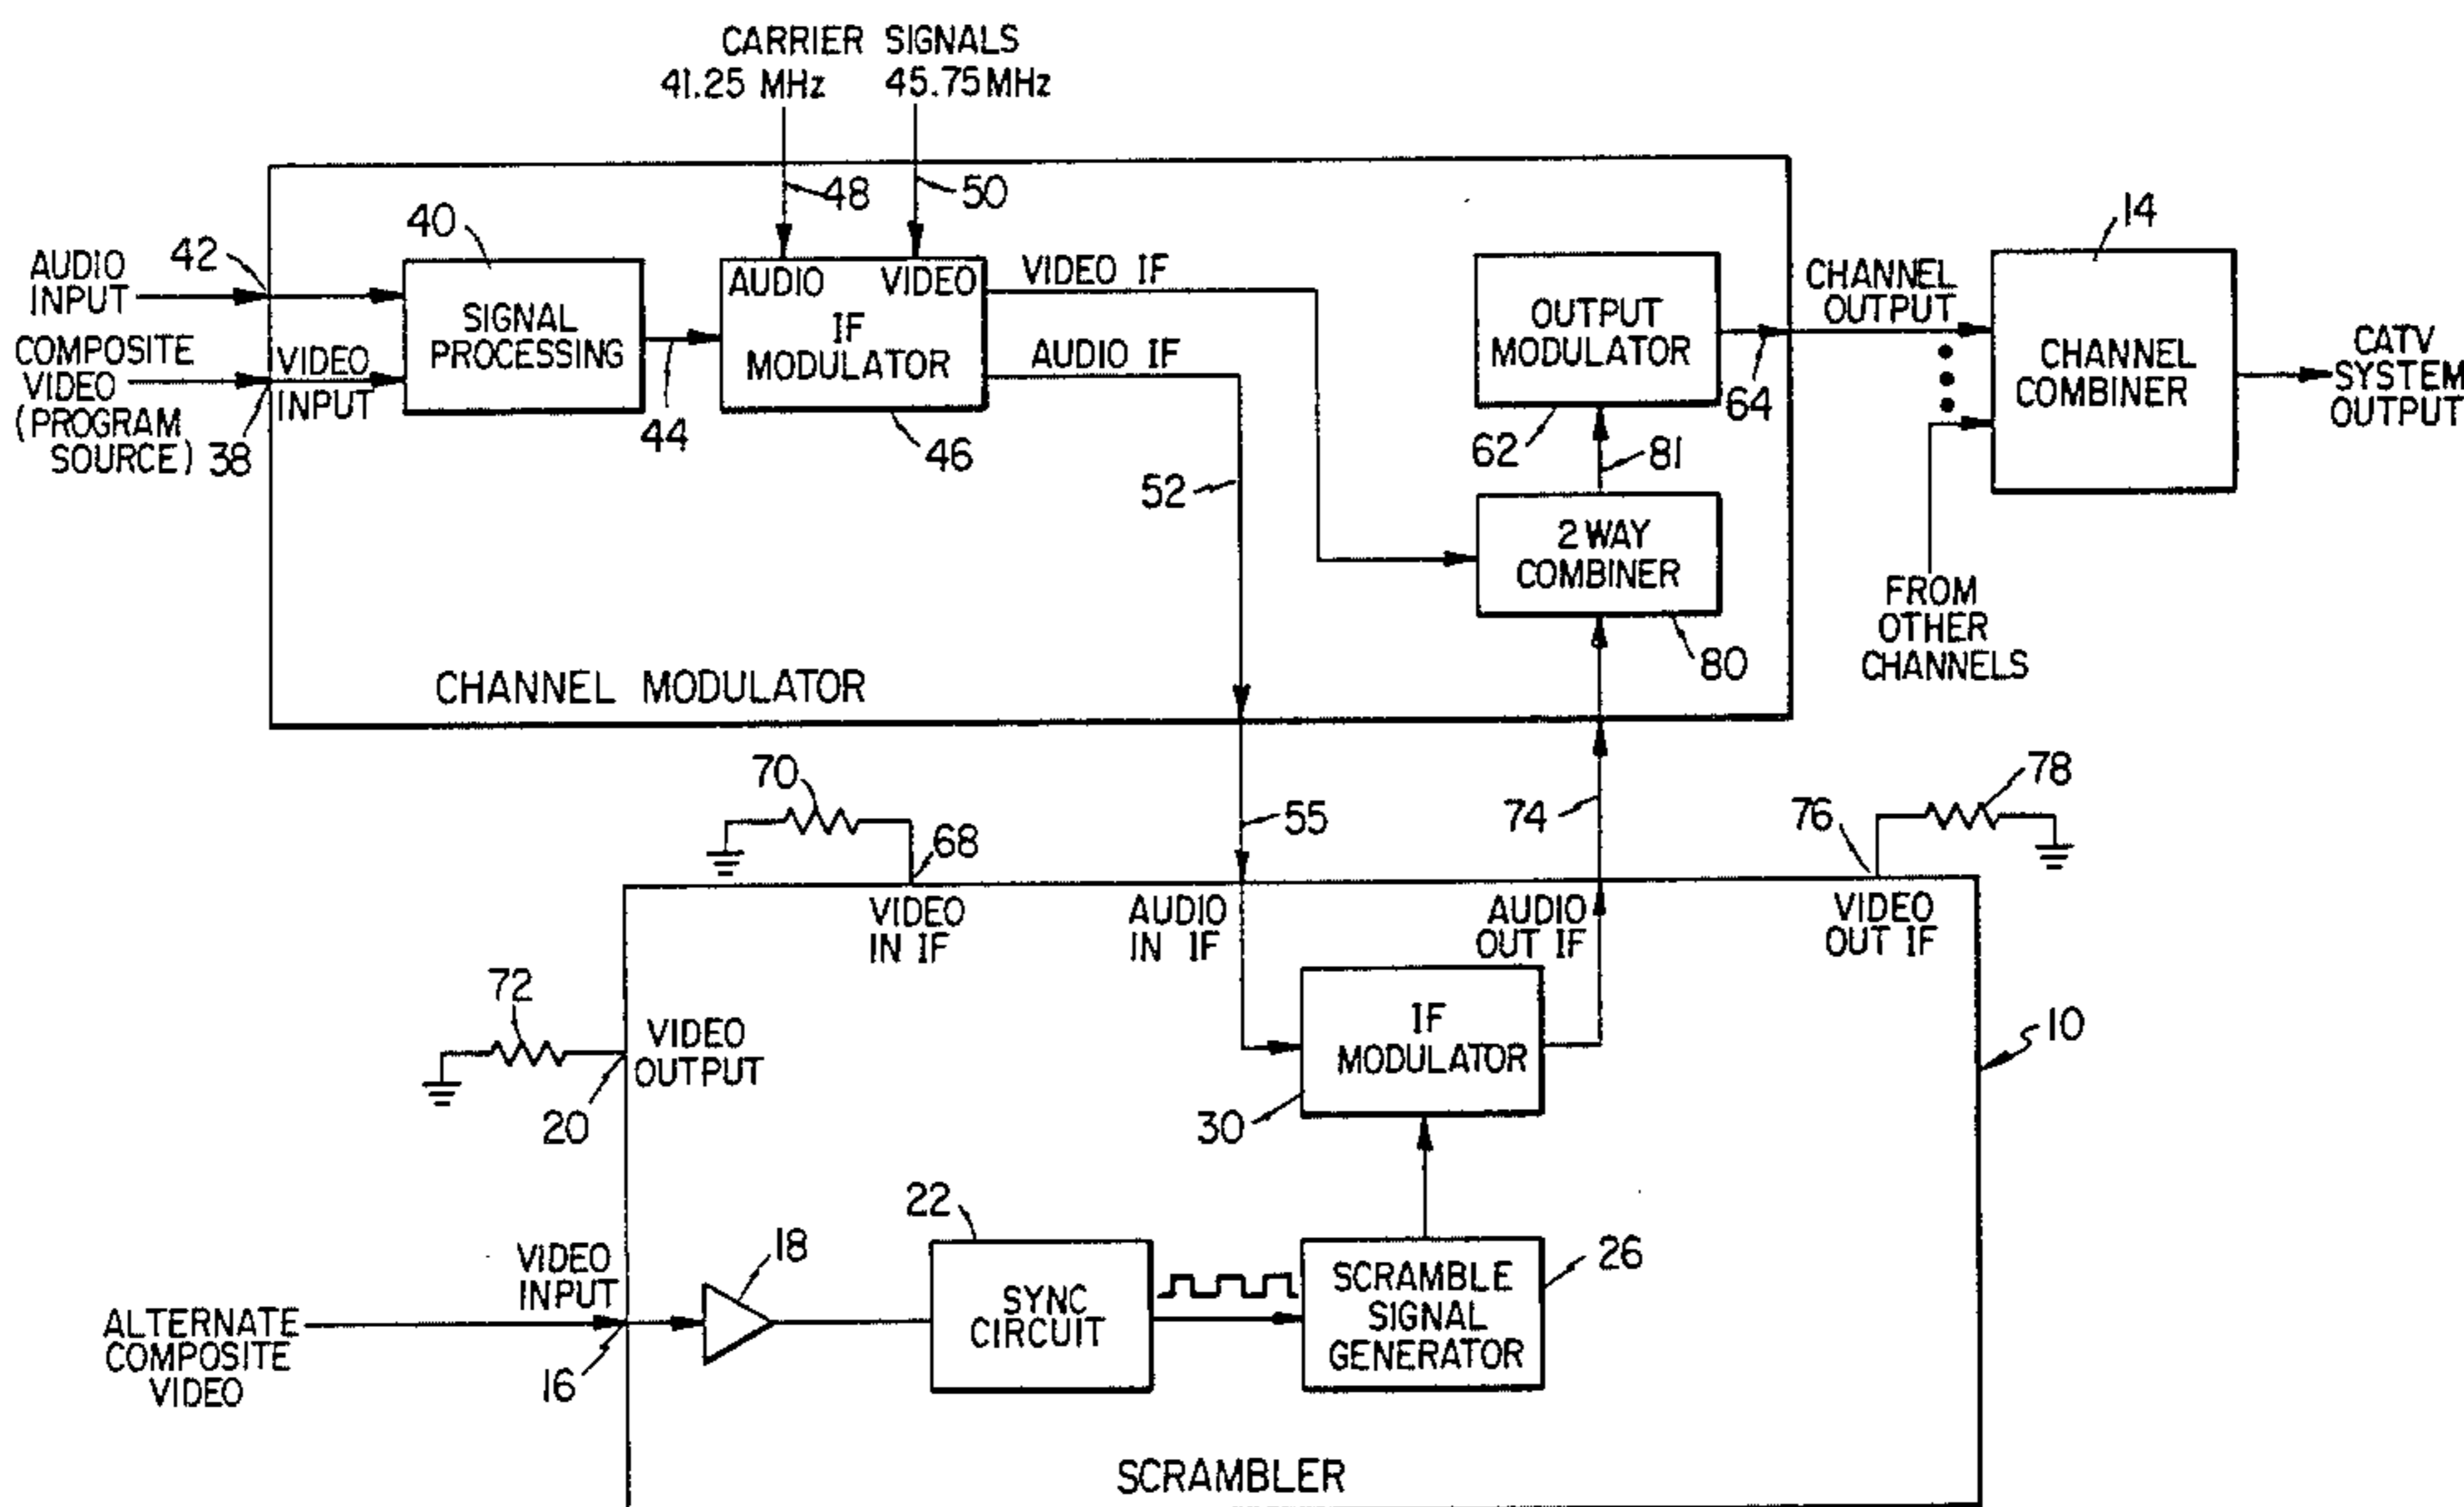 CARRIER SIGNALS
41.25 MHz
45.75 MHz
48
50
14
40
42
AUDIO
INPUT
AUDIO
VIDEO
VIDEO IF
CHANNEL
OUTPUT
SIGNAL
PROCESSING
IF
MODULATOR
OUTPUT
MODULATOR
COMPOSITE
VIDEO
(PROGRAM
SOURCE)
38
VIDEO
INPUT
AUDIO IF
CHANNEL
COMBINER
CATV
SYSTEM
OUTPUT
44
46
62
64
81
52
2 WAY
COMBINER
FROM
OTHER
CHANNELS
80
CHANNEL MODULATOR
70
68
55
74
76
78
VIDEO
IN IF
AUDIO
IN IF
AUDIO
OUT IF
VIDEO
OUT IF
72
VIDEO
OUTPUT
20
IF
MODULATOR
30
10
22
18
26
VIDEO
INPUT
SYNC
CIRCUIT
SCRAMBLE
SIGNAL
GENERATOR
ALTERNATE
COMPOSITE
VIDEO
16
SCRAMBLER